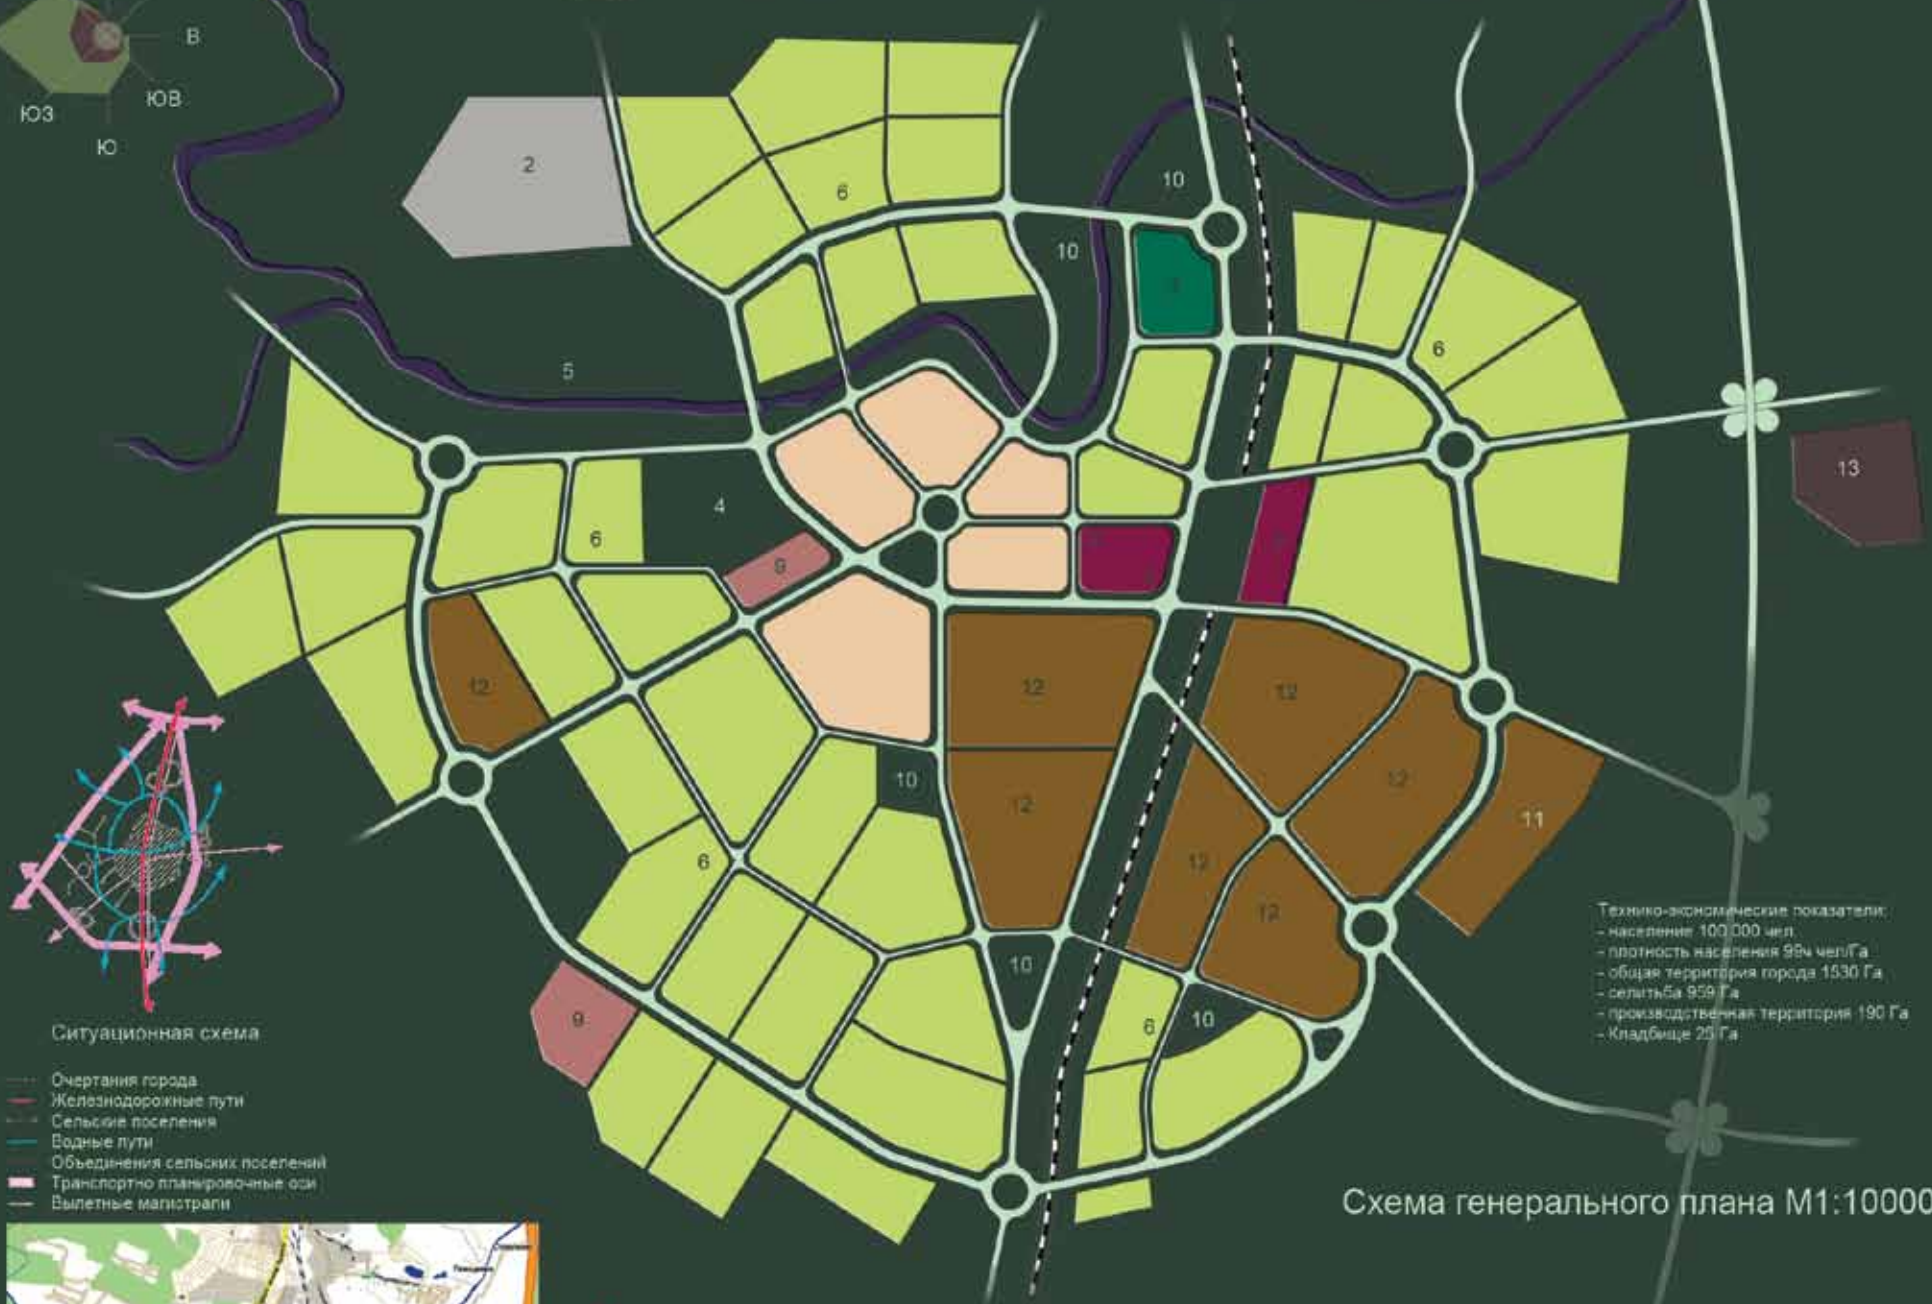 В
ЮВ
ЮЗ
Ю
2
6
10
10
5
6
13
4
6
9
12
12
12
10
12
12
11
12
6
12
10
9
6
10
Технико-экономические показатели:
- население 100 000 чел.
- плотность населения 99ч чел/Га
- общая территория города 1530 Га
- селитьба 959 Га
- производственная территория 190 Га
- Кладбище 25 Га
Ситуационная схема
Очертания города
Железнодорожные пути
Сельские поселения
Водные пути
Объединения сельских поселений
Транспортно планировочные оси
Вылетные магистрали
Схема генерального плана М1:10000